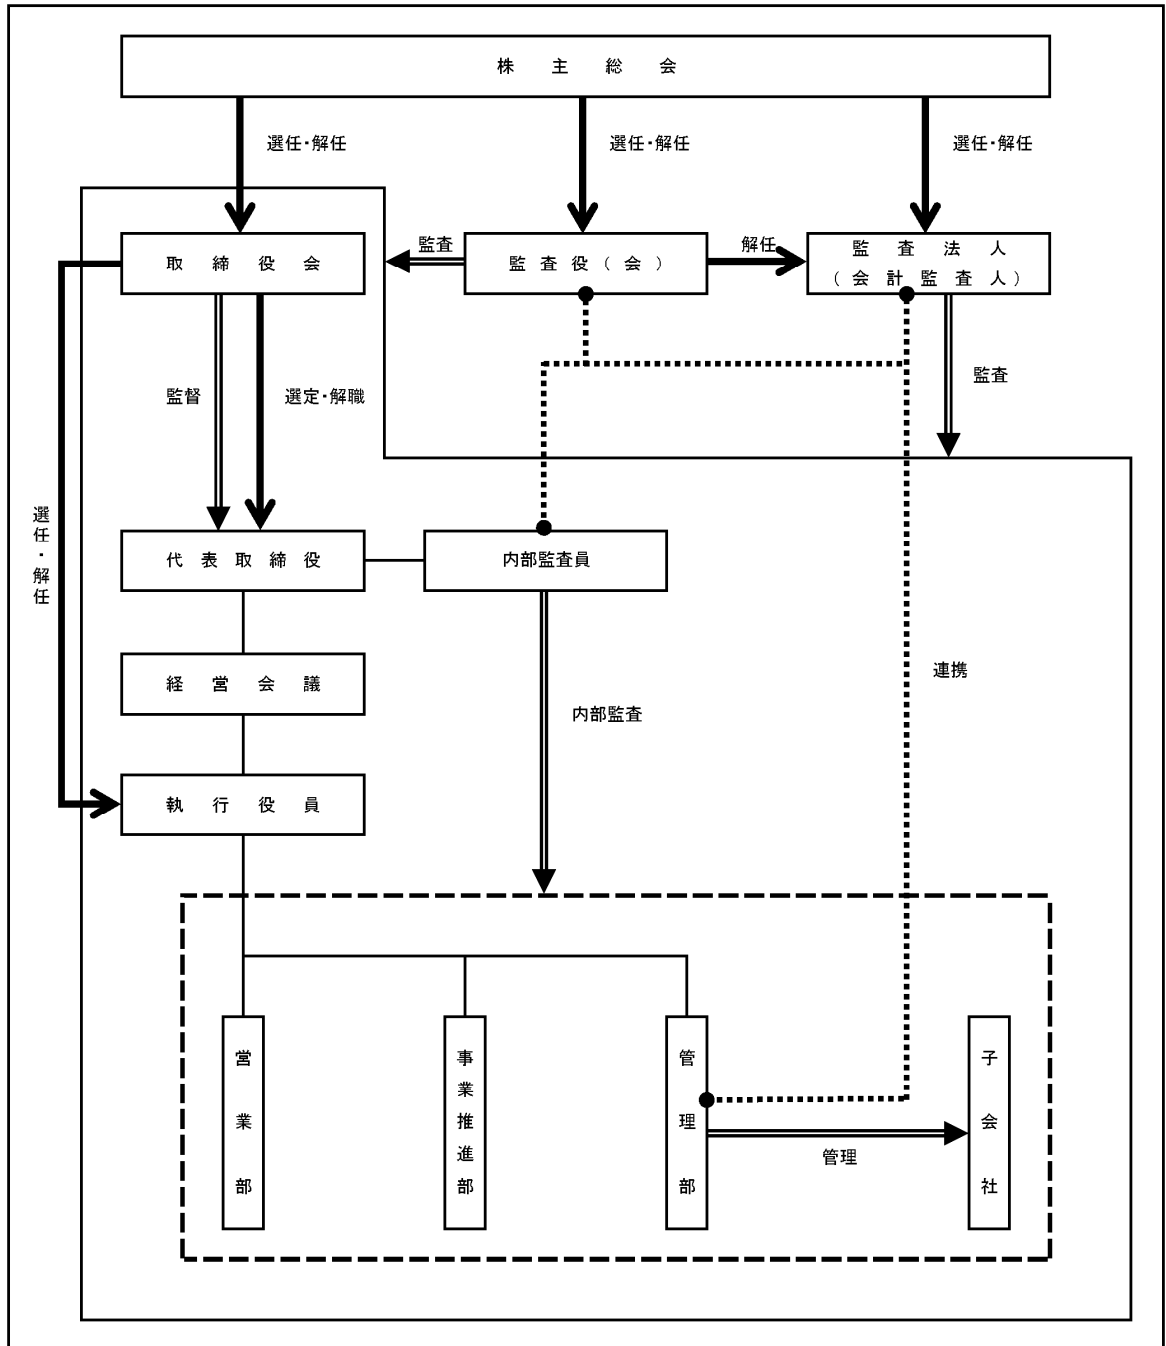 株主総会
選任・解任
選任・解任
選任・解任
監査
解任
取締役会
監査役(会)
監査法人
(会計監査人)
監督
選定・解職
監査
選任・解任
代表取締役
内部監査員
経営会議
内部監査
連携
執行役員
営業部
事業推進部
管理部
子会社
管理